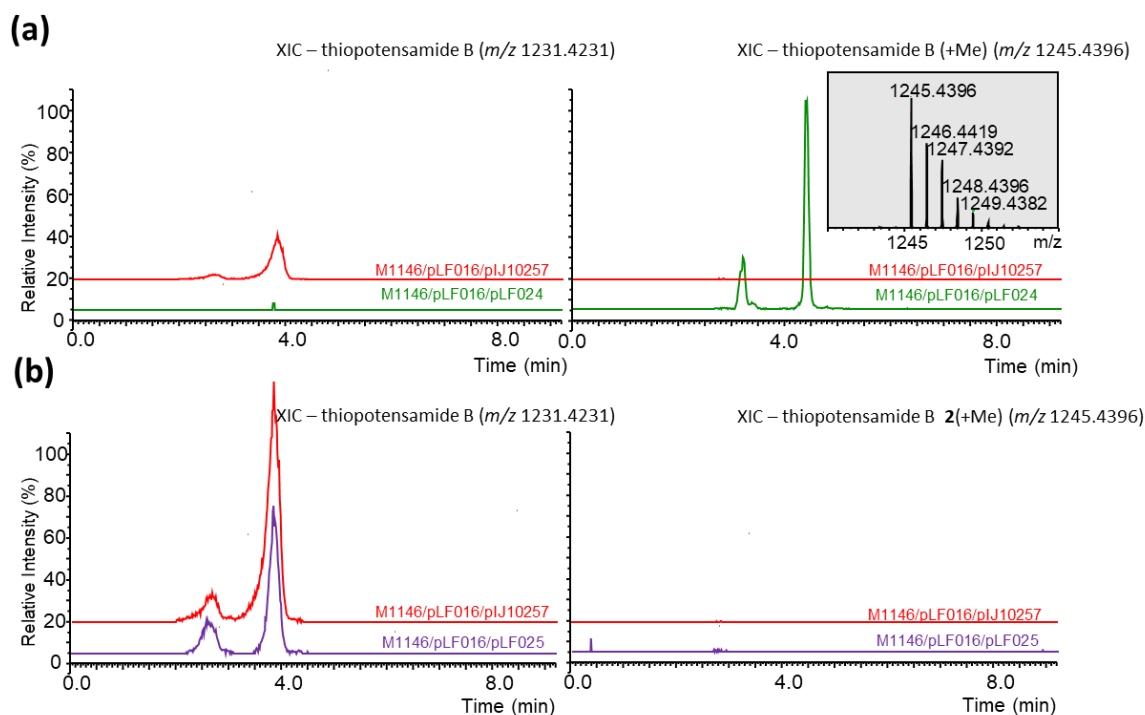 (a)
XIC – thiopotensamide B (m/z 1231.4231)
XIC – thiopotensamide B (+Me) (m/z 1245.4396)
Relative Intensity (%)
100
80
60
40
20
0
M1146/pLF016/pIJ10257
M1146/pLF016/pLF024
0.0
4.0
8.0
Time (min)
1245.4396
1246.4419
1247.4392
1248.4396
1249.4382
1245
1250
m/z
M1146/pLF016/pIJ10257
M1146/pLF016/pLF024
0.0
4.0
8.0
Time (min)
(b)
XIC – thiopotensamide B (m/z 1231.4231)
XIC – thiopotensamide B 2(+Me) (m/z 1245.4396)
Relative Intensity (%)
100
80
60
40
20
0
M1146/pLF016/pIJ10257
M1146/pLF016/pLF025
0.0
4.0
8.0
Time (min)
M1146/pLF016/pIJ10257
M1146/pLF016/pLF025
0.0
4.0
8.0
Time (min)